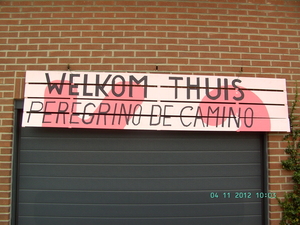 WELKOM THUIS
PEREGRINO DE CAMINO
04 11 2012 10:03